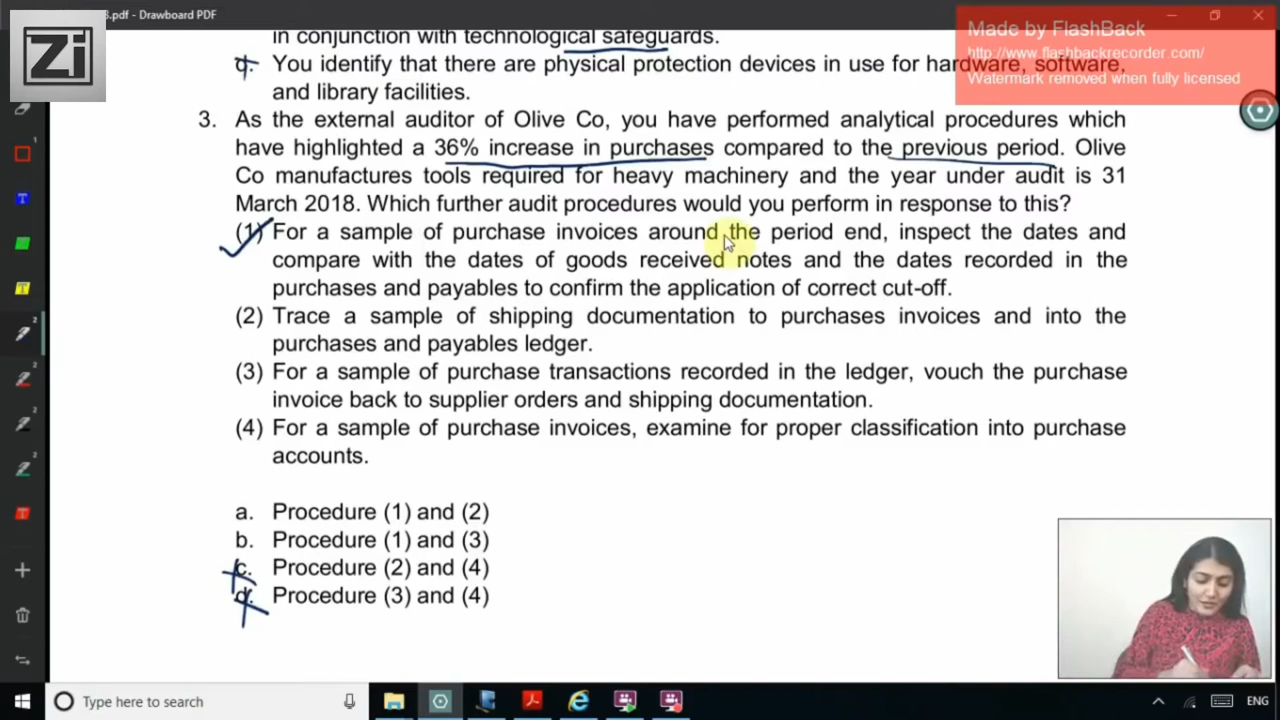 Zi
.pdf - Drawboard PDF
Made by FlashBack
http://www.flashbackrecorder.com/
Watermark removed when fully licensed
in conjunction with technological safeguards.
d. You identify that there are physical protection devices in use for hardware, software,
and library facilities.
3. As the external auditor of Olive Co, you have performed analytical procedures which
have highlighted a 36% increase in purchases compared to the previous period. Olive
Co manufactures tools required for heavy machinery and the year under audit is 31
March 2018. Which further audit procedures would you perform in response to this?
(1) For a sample of purchase invoices around the period end, inspect the dates and
compare with the dates of goods received notes and the dates recorded in the
purchases and payables to confirm the application of correct cut-off.
(2) Trace a sample of shipping documentation to purchases invoices and into the
purchases and payables ledger.
(3) For a sample of purchase transactions recorded in the ledger, vouch the purchase
invoice back to supplier orders and shipping documentation.
(4) For a sample of purchase invoices, examine for proper classification into purchase
accounts.
a. Procedure (1) and (2)
b. Procedure (1) and (3)
c. Procedure (2) and (4)
d. Procedure (3) and (4)
Type here to search
ENG